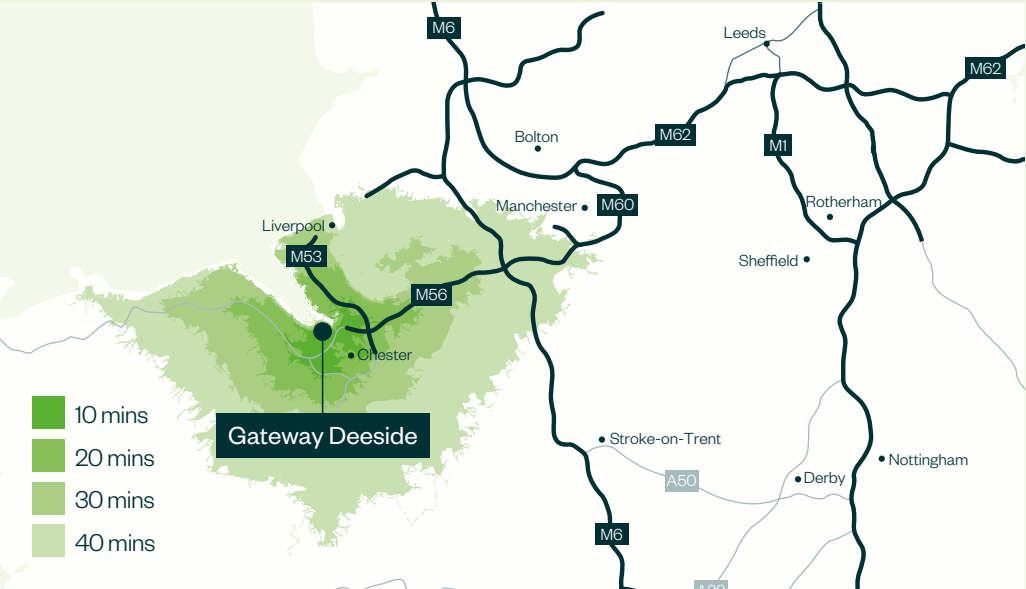 M6
Leeds
M62
M62
M1
Bolton
Manchester
M60
Rotherham
Liverpool
M53
Sheffield
M56
Chester
10 mins
Gateway Deeside
20 mins
Stroke-on-Trent
30 mins
Nottingham
A50
Derby
40 mins
M6